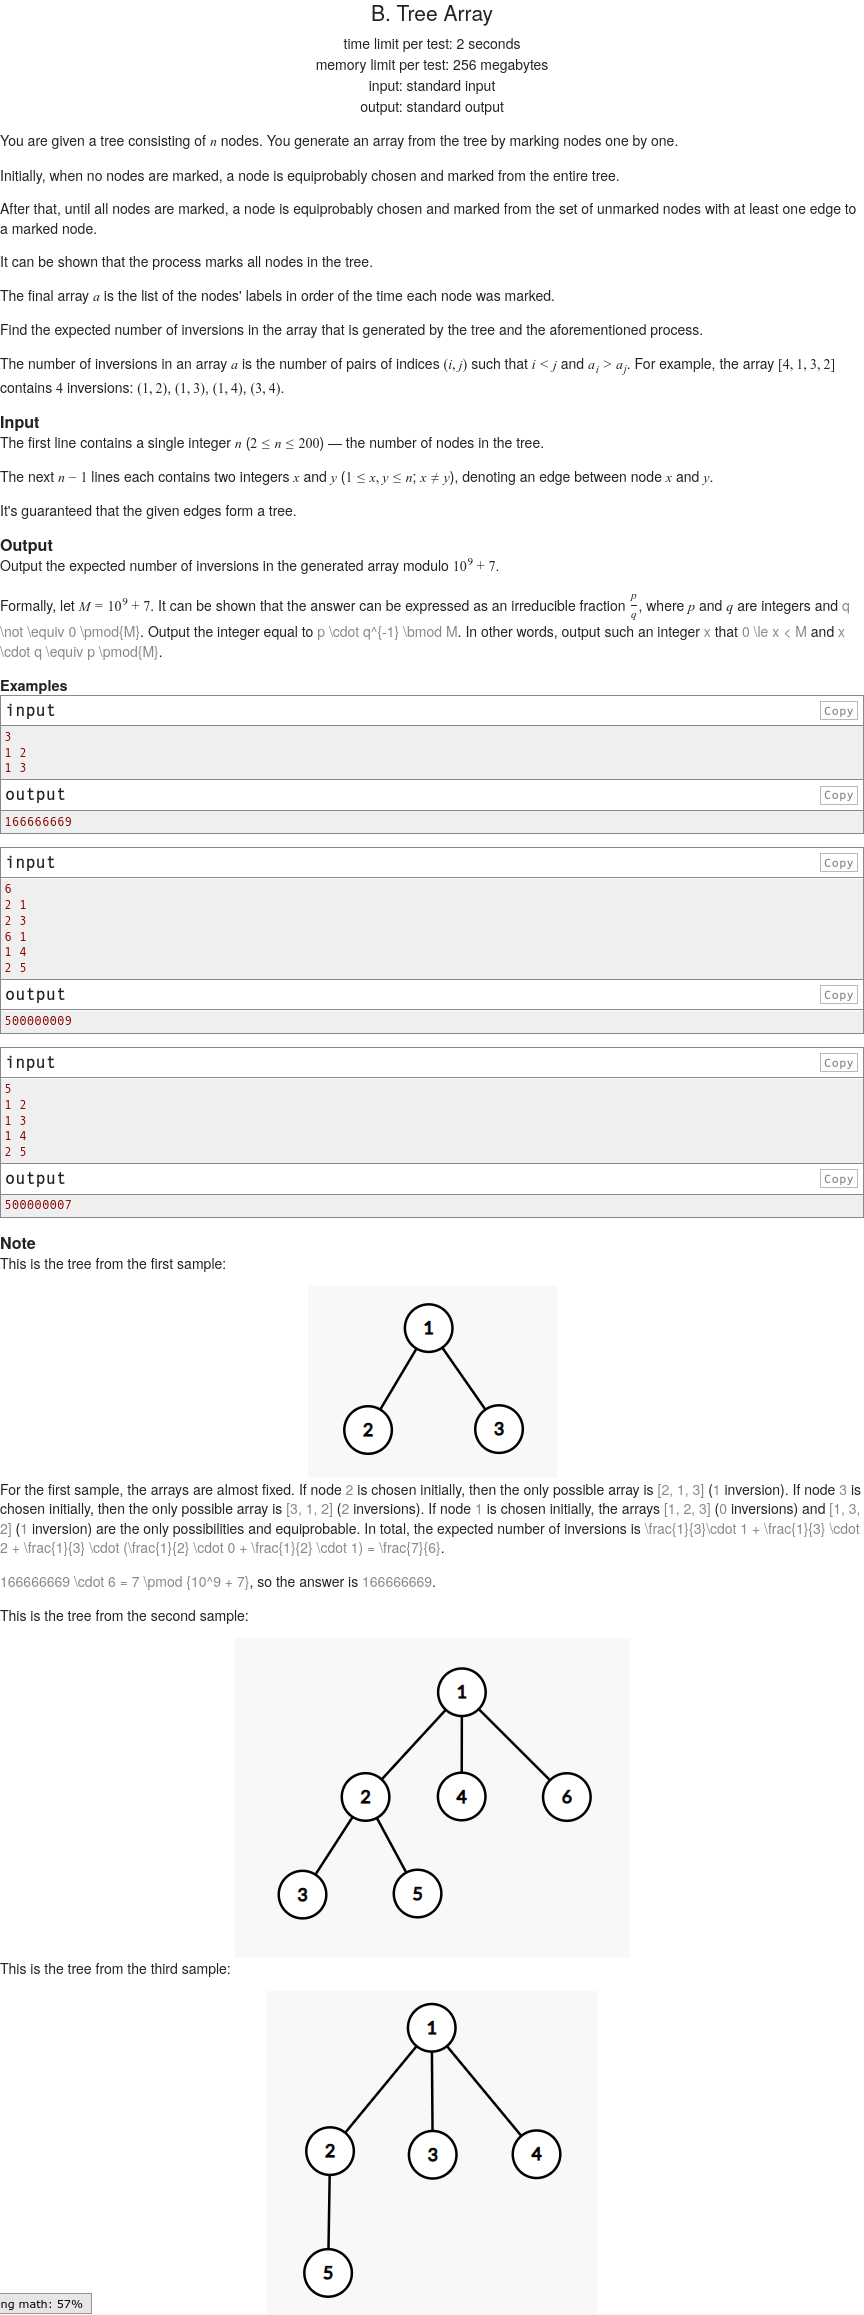 B. Tree Array
time limit per test: 2 seconds
memory limit per test: 256 megabytes
input: standard input
output: standard output
You are given a tree consisting of n nodes. You generate an array from the tree by marking nodes one by one.
Initially, when no nodes are marked, a node is equiprobably chosen and marked from the entire tree.
After that, until all nodes are marked, a node is equiprobably chosen and marked from the set of unmarked nodes with at least one edge to
a marked node.
It can be shown that the process marks all nodes in the tree.
The final array a is the list of the nodes' labels in order of the time each node was marked.
Find the expected number of inversions in the array that is generated by the tree and the aforementioned process.
The number of inversions in an array a is the number of pairs of indices (i, j) such that i < j and a_i > a_j. For example, the array [4, 1, 3, 2]
contains 4 inversions: (1, 2), (1, 3), (1, 4), (3, 4).
Input
The first line contains a single integer n (2 ≤ n ≤ 200) — the number of nodes in the tree.
The next n − 1 lines each contains two integers x and y (1 ≤ x, y ≤ n; x ≠ y), denoting an edge between node x and y.
It's guaranteed that the given edges form a tree.
Output
Output the expected number of inversions in the generated array modulo 10^9 + 7.
Formally, let M = 10^9 + 7. It can be shown that the answer can be expressed as an irreducible fraction p/q, where p and q are integers and q
\not \equiv 0 \pmod{M}. Output the integer equal to p \cdot q^{-1} \bmod M. In other words, output such an integer x that 0 \le x < M and x
\cdot q \equiv p \pmod{M}.
Examples
input Copy
3
1 2
1 3
output Copy
166666669
input Copy
6
2 1
2 3
6 1
1 4
2 5
output Copy
500000009
input Copy
5
1 2
1 3
1 4
2 5
output Copy
500000007
Note
This is the tree from the first sample:
1
2 3
For the first sample, the arrays are almost fixed. If node 2 is chosen initially, then the only possible array is [2, 1, 3] (1 inversion). If node 3 is
chosen initially, then the only possible array is [3, 1, 2] (2 inversions). If node 1 is chosen initially, the arrays [1, 2, 3] (0 inversions) and [1, 3,
2] (1 inversion) are the only possibilities and equiprobable. In total, the expected number of inversions is \frac{1}{3}\cdot 1 + \frac{1}{3} \cdot
2 + \frac{1}{3} \cdot (\frac{1}{2} \cdot 0 + \frac{1}{2} \cdot 1) = \frac{7}{6}.
166666669 \cdot 6 = 7 \pmod {10^9 + 7}, so the answer is 166666669.
This is the tree from the second sample:
1
2 4 6
3 5
This is the tree from the third sample:
1
2 3 4
5
ng math: 57%